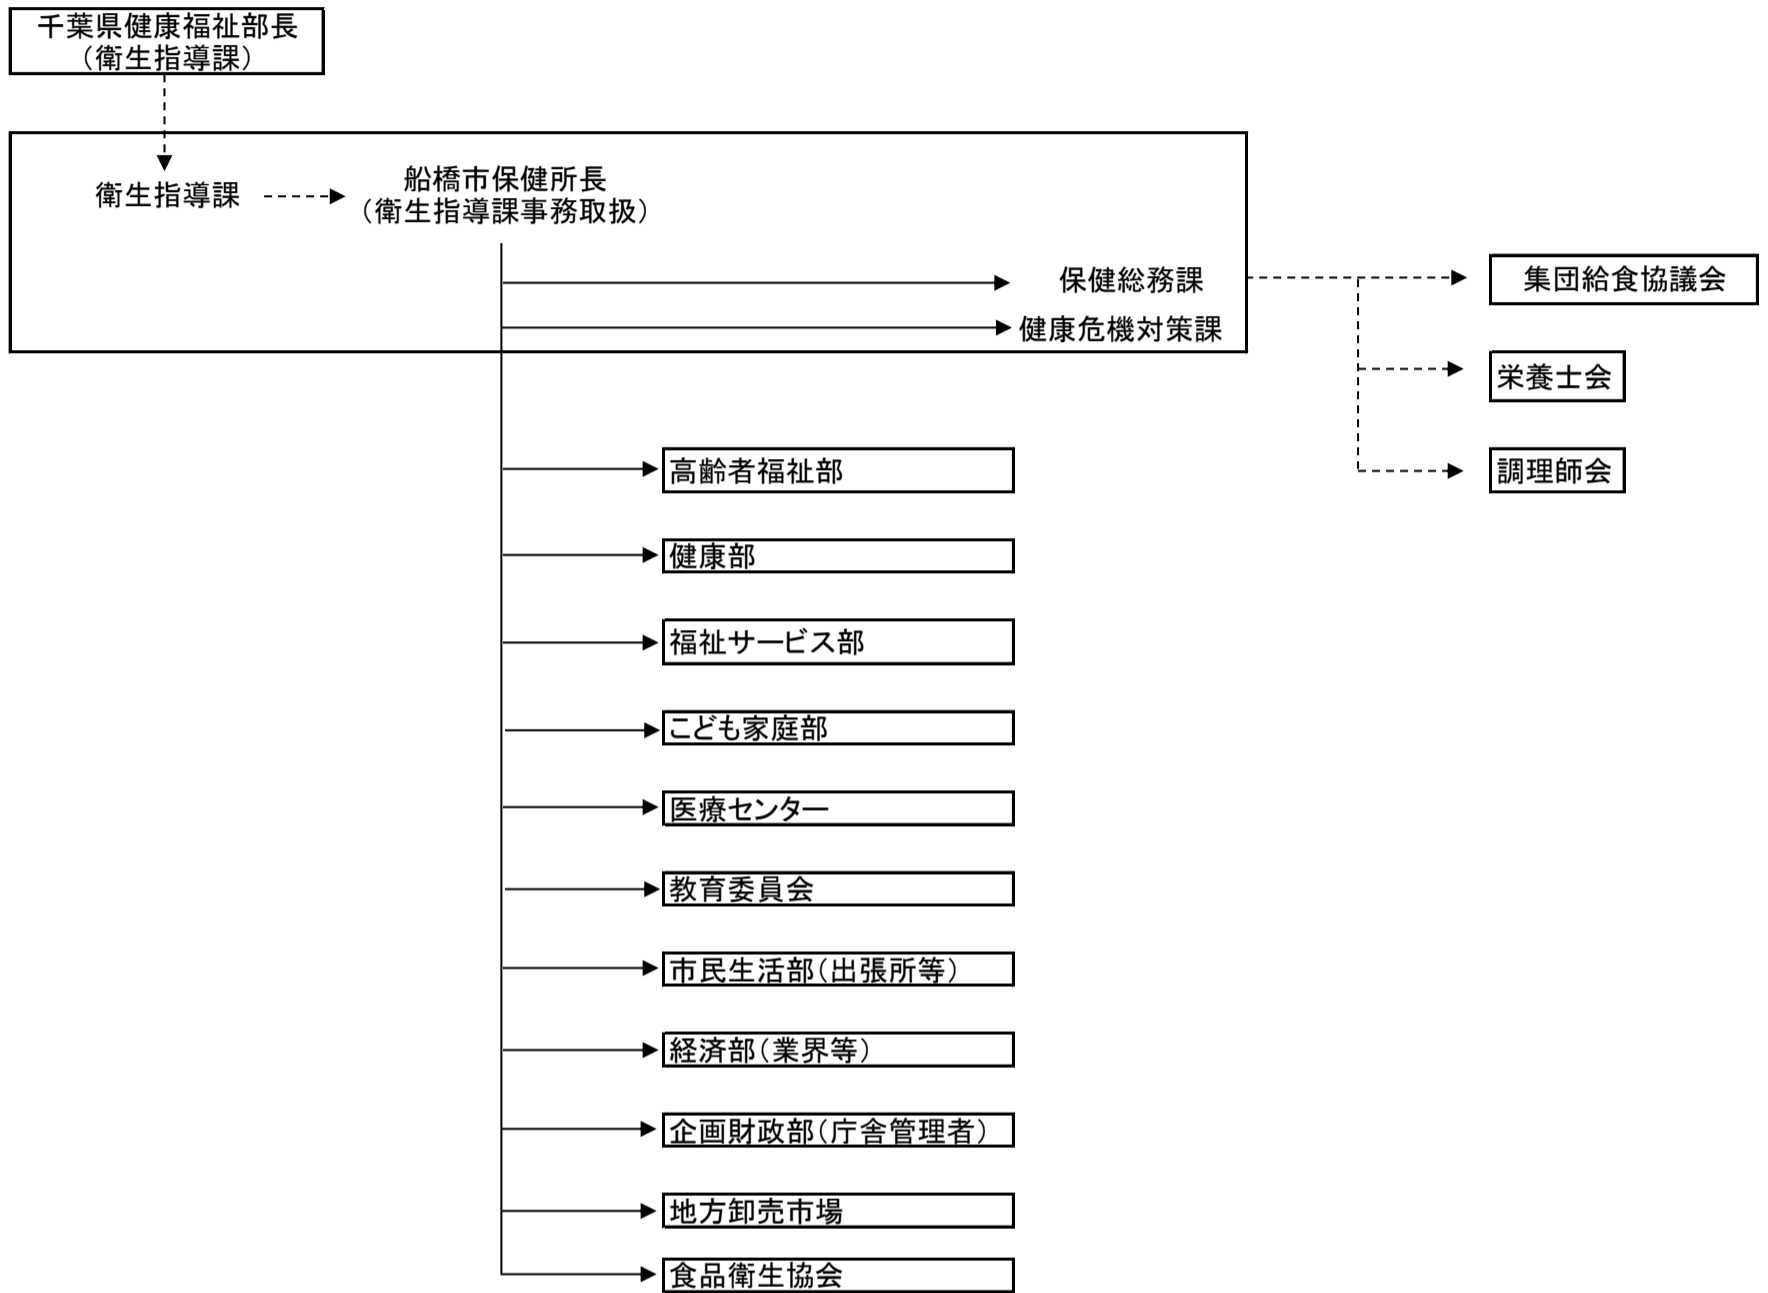 千葉県健康福祉部長
（衛生指導課）
衛生指導課
船橋市保健所長
（衛生指導課事務取扱）
保健総務課
健康危機対策課
集団給食協議会
栄養士会
調理師会
高齢者福祉部
健康部
福祉サービス部
こども家庭部
医療センター
教育委員会
市民生活部（出張所等）
経済部（業界等）
企画財政部（庁舎管理者）
地方卸売市場
食品衛生協会